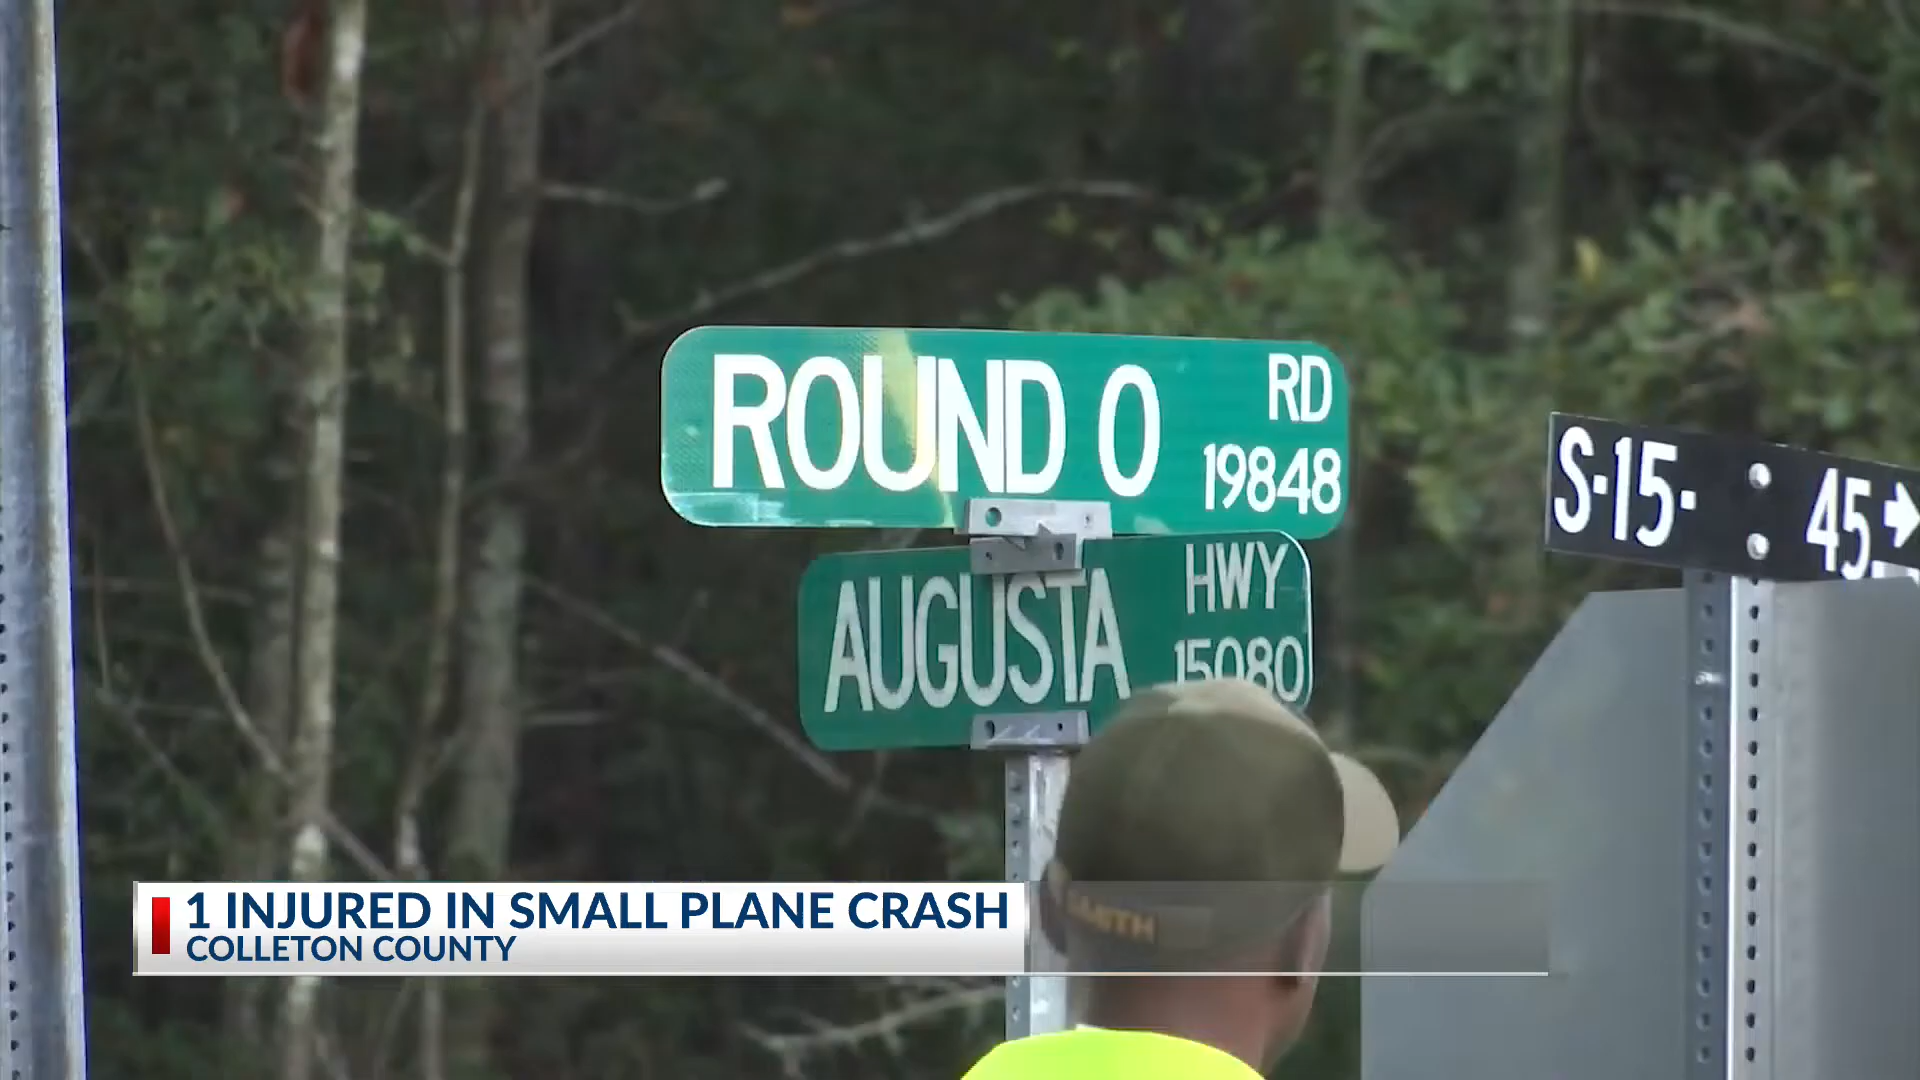 ROUND O RD
19848
AUGUSTA HWY
15080
S-15-45
1 INJURED IN SMALL PLANE CRASH
COLLETON COUNTY